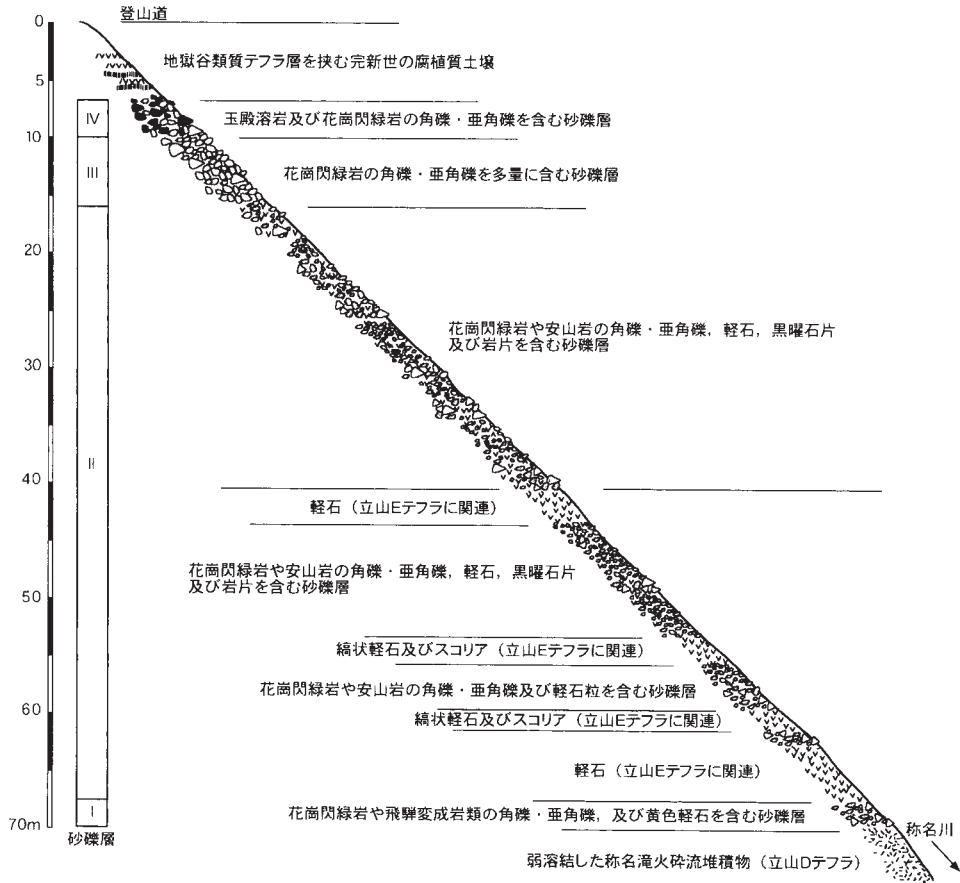 0
登山道
地獄谷類質テフラ層を挟む完新世の腐植質土壌
5
IV
玉殿溶岩及び花崗閃緑岩の角礫・亜角礫を含む砂礫層
10
III
花崗閃緑岩の角礫・亜角礫を多量に含む砂礫層
20
花崗閃緑岩や安山岩の角礫・亜角礫，軽石，黒曜石片
及び岩片を含む砂礫層
30
II
40
軽石（立山Eテフラに関連）
花崗閃緑岩や安山岩の角礫・亜角礫，軽石，黒曜石片
及び岩片を含む砂礫層
50
縞状軽石及びスコリア（立山Eテフラに関連）
花崗閃緑岩や安山岩の角礫・亜角礫及び軽石粒を含む砂礫層
60
縞状軽石及びスコリア（立山Eテフラに関連）
軽石（立山Eテフラに関連）
I
花崗閃緑岩や飛騨変成岩類の角礫・亜角礫，及び黄色軽石を含む砂礫層
70m
砂礫層
称名川
弱溶結した称名滝火砕流堆積物（立山Dテフラ）